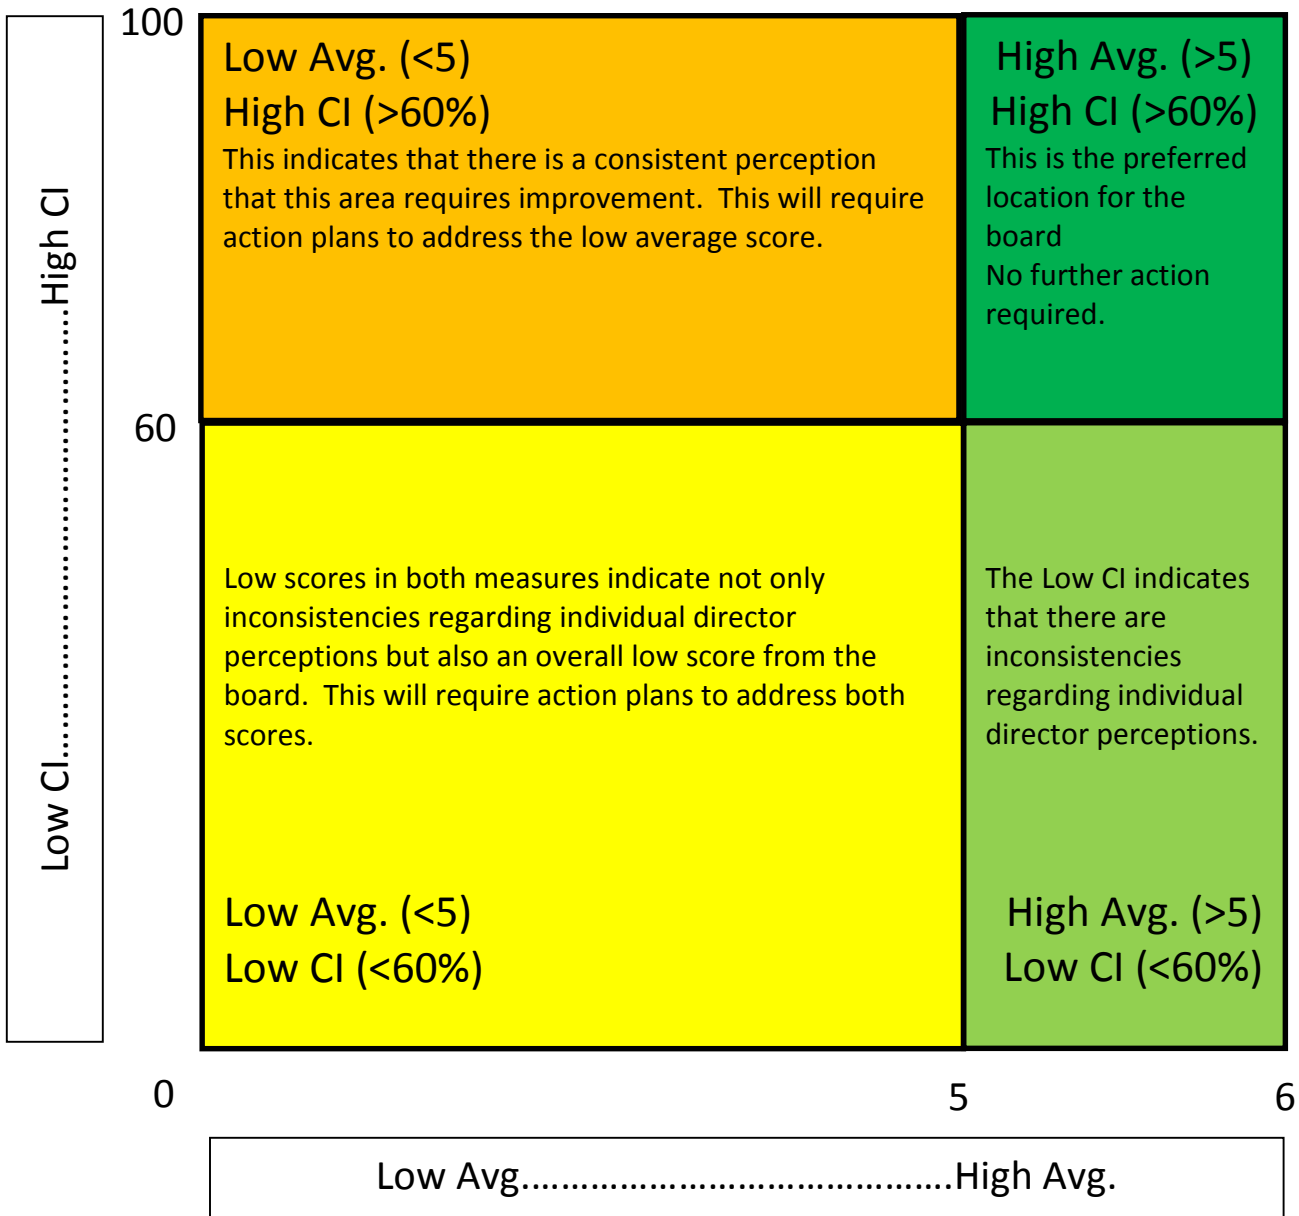 100
Low Avg. (<5)
High CI (>60%)
This indicates that there is a consistent perception
that this area requires improvement.  This will require
action plans to address the low average score.
High Avg. (>5)
High CI (>60%)
This is the preferred
location for the
board
No further action
required.
Low CI.............................................High CI
60
Low scores in both measures indicate not only
inconsistencies regarding individual director
perceptions but also an overall low score from the
board.  This will require action plans to address both
scores.
Low Avg. (<5)
Low CI (<60%)
The Low CI indicates
that there are
inconsistencies
regarding individual
director perceptions.
High Avg. (>5)
Low CI (<60%)
0
5
6
Low Avg.............................................High Avg.